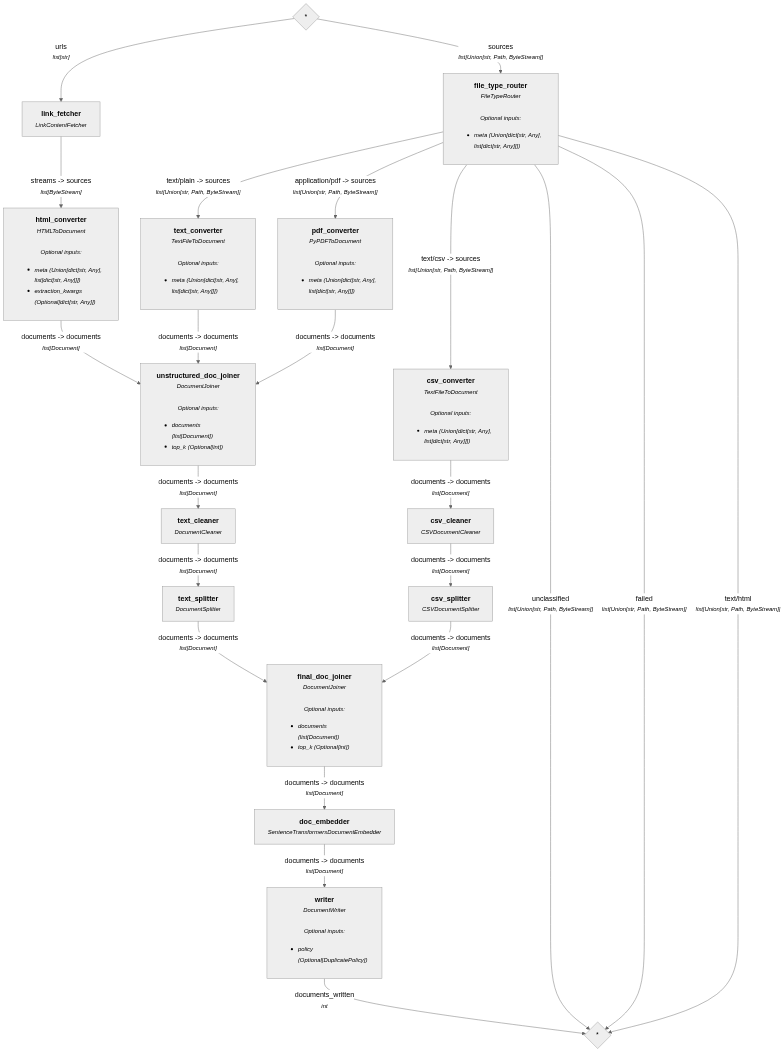 *
urls
list[str]
sources
list[Union[str, Path, ByteStream]]
file_type_router
FileTypeRouter
Optional inputs:
• meta (Union[dict[str, Any],
list[dict[str, Any]]])
link_fetcher
LinkContentFetcher
streams -> sources
list[ByteStream]
text/plain -> sources
list[Union[str, Path, ByteStream]]
application/pdf -> sources
list[Union[str, Path, ByteStream]]
html_converter
HTMLToDocument
Optional inputs:
• meta (Union[dict[str, Any],
list[dict[str, Any]]])
• extraction_kwargs
(Optional[dict[str, Any]])
text_converter
TextFileToDocument
Optional inputs:
• meta (Union[dict[str, Any],
list[dict[str, Any]]])
pdf_converter
PyPDFToDocument
Optional inputs:
• meta (Union[dict[str, Any],
list[dict[str, Any]]])
text/csv -> sources
list[Union[str, Path, ByteStream]]
documents -> documents
list[Document]
documents -> documents
list[Document]
documents -> documents
list[Document]
unstructured_doc_joiner
DocumentJoiner
Optional inputs:
• documents
(list[Document])
• top_k (Optional[int])
csv_converter
TextFileToDocument
Optional inputs:
• meta (Union[dict[str, Any],
list[dict[str, Any]]])
documents -> documents
list[Document]
documents -> documents
list[Document]
text_cleaner
DocumentCleaner
csv_cleaner
CSVDocumentCleaner
documents -> documents
list[Document]
documents -> documents
list[Document]
text_splitter
DocumentSplitter
csv_splitter
CSVDocumentSplitter
unclassified
list[Union[str, Path, ByteStream]]
failed
list[Union[str, Path, ByteStream]]
text/html
list[Union[str, Path, ByteStream]]
documents -> documents
list[Document]
documents -> documents
list[Document]
final_doc_joiner
DocumentJoiner
Optional inputs:
• documents
(list[Document])
• top_k (Optional[int])
documents -> documents
list[Document]
doc_embedder
SentenceTransformersDocumentEmbedder
documents -> documents
list[Document]
writer
DocumentWriter
Optional inputs:
• policy
(Optional[DuplicatePolicy])
documents_written
int
*